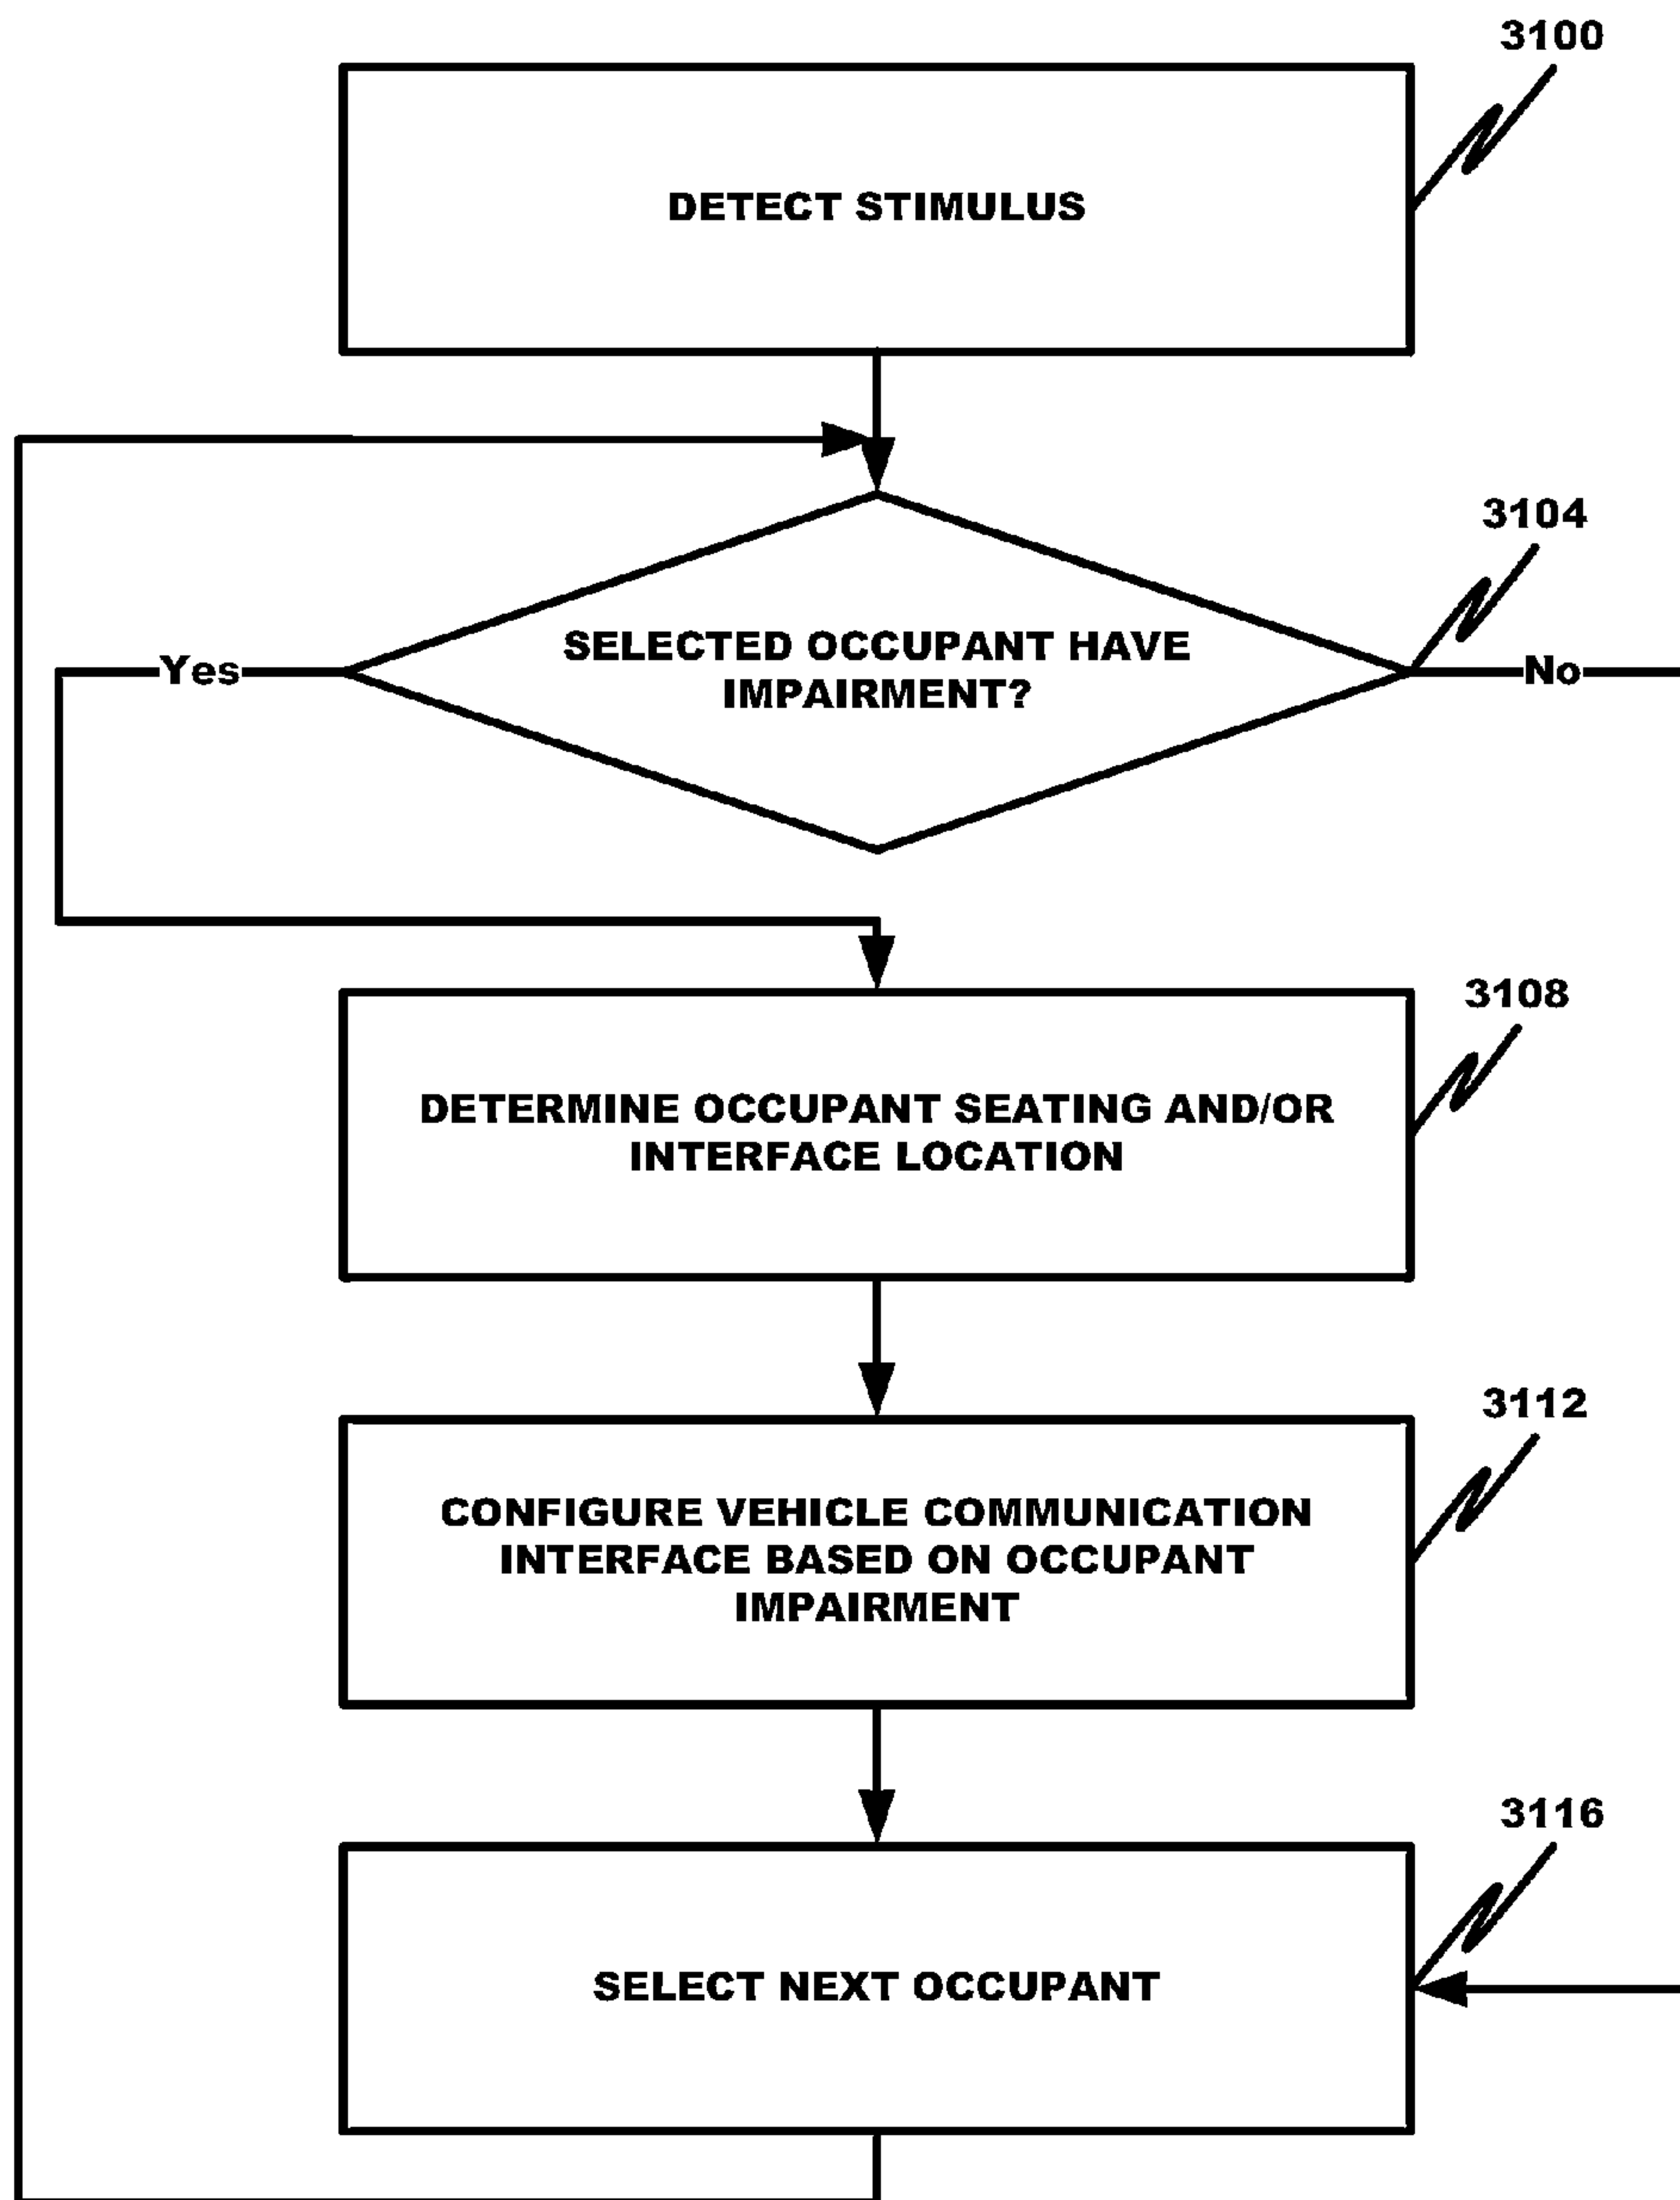 3100
DETECT STIMULUS
3104
SELECTED OCCUPANT HAVE
IMPAIRMENT?
Yes
No
3108
DETERMINE OCCUPANT SEATING AND/OR
INTERFACE LOCATION
3112
CONFIGURE VEHICLE COMMUNICATION
INTERFACE BASED ON OCCUPANT
IMPAIRMENT
3116
SELECT NEXT OCCUPANT